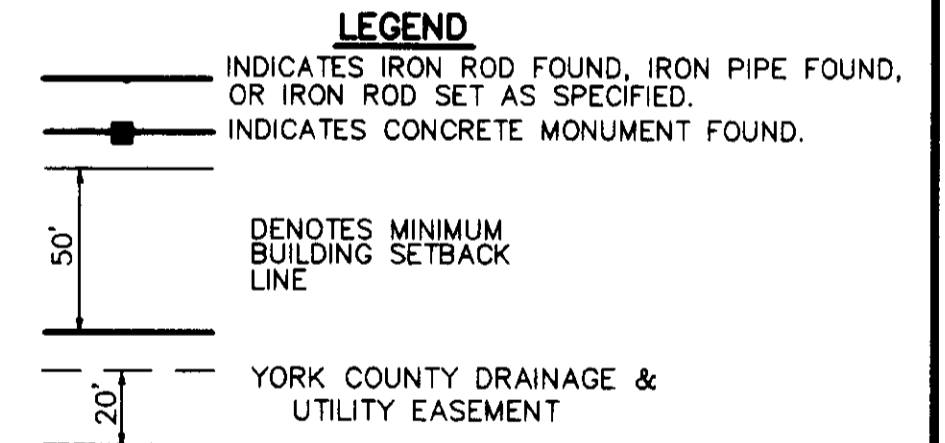 LEGEND
INDICATES IRON ROD FOUND, IRON PIPE FOUND,
OR IRON ROD SET AS SPECIFIED.
INDICATES CONCRETE MONUMENT FOUND.
50'
DENOTES MINIMUM
BUILDING SETBACK
LINE
20'
YORK COUNTY DRAINAGE &
UTILITY EASEMENT